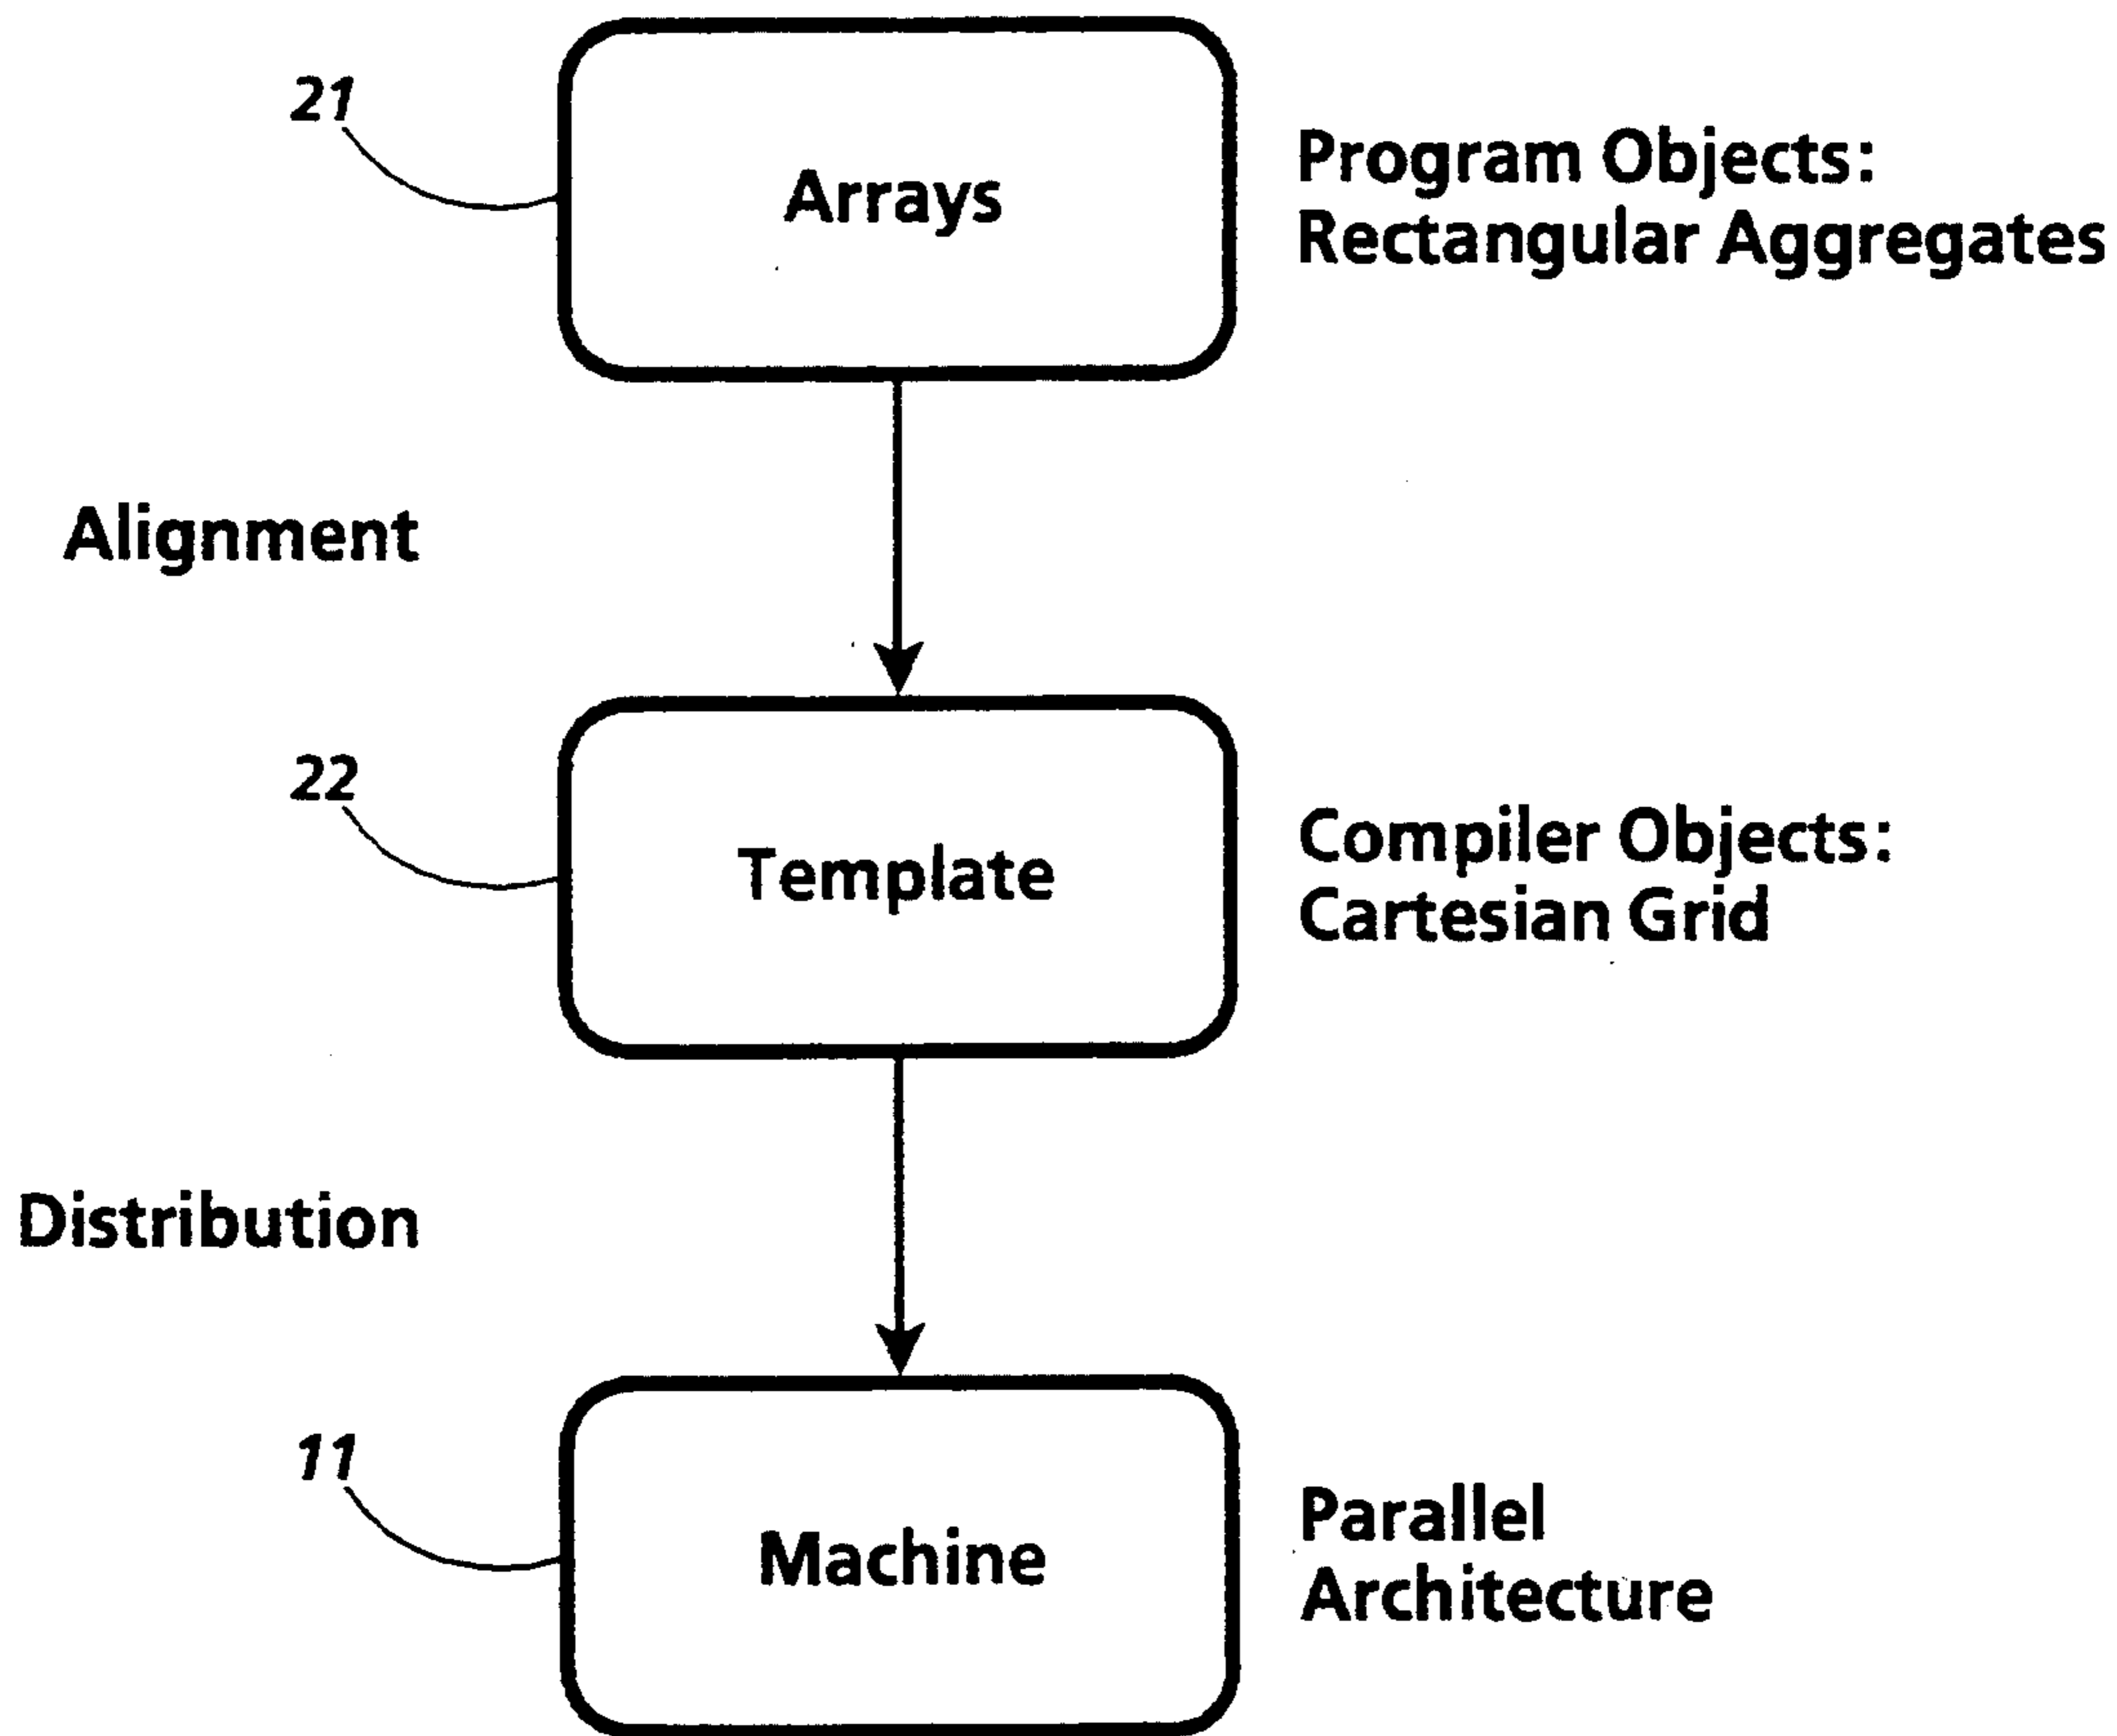 21
Arrays
Program Objects:
Rectangular Aggregates
Alignment
22
Template
Compiler Objects:
Cartesian Grid
Distribution
11
Machine
Parallel
Architecture